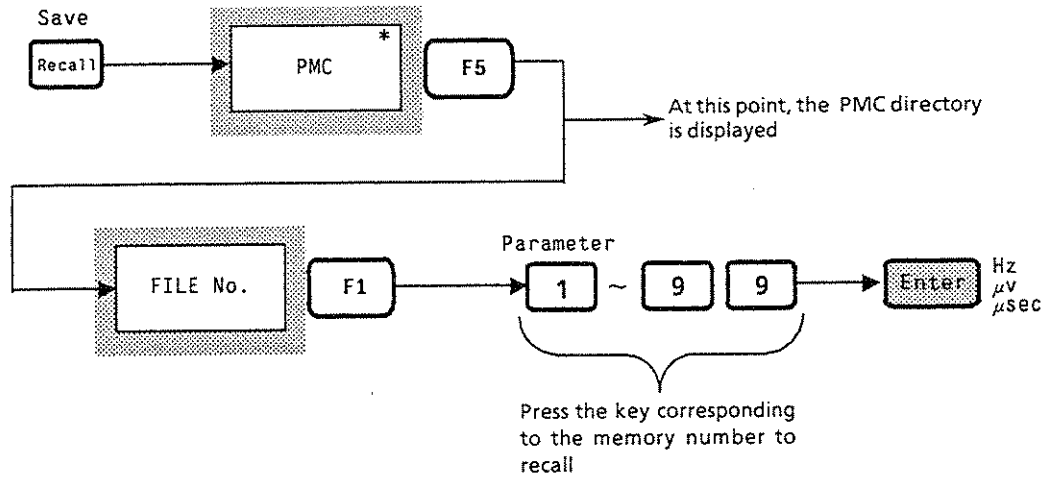 Save
Recall
PMC
*
F5
At this point, the PMC directory
is displayed
FILE No.
F1
Parameter
1 ~ 9 9
Enter
Hz
μv
μsec
Press the key corresponding
to the memory number to
recall